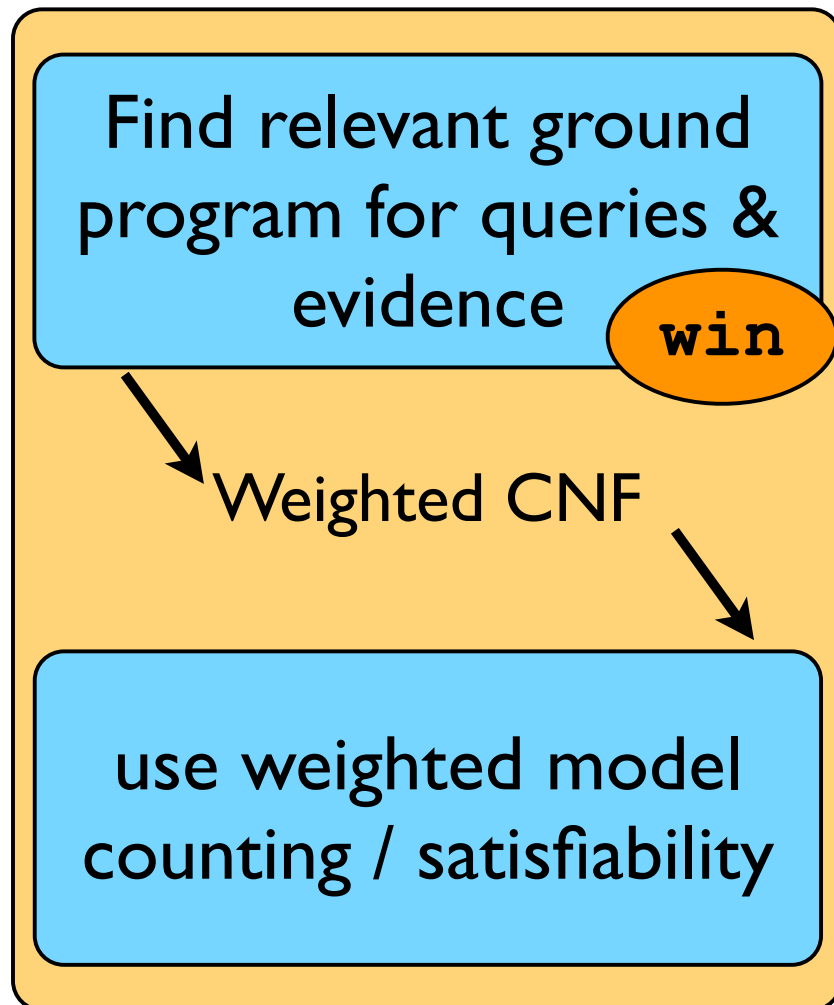 Find relevant ground
program for queries &
evidence
win
Weighted CNF
use weighted model
counting / satisfiability